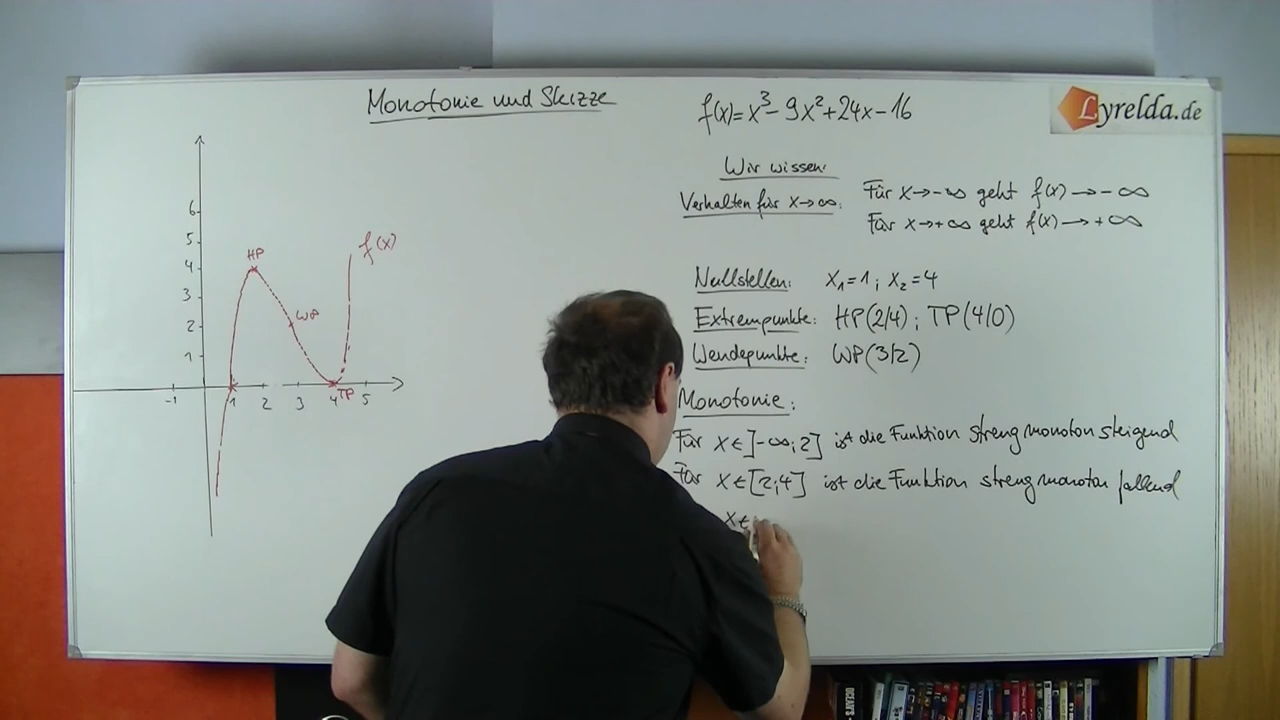 Monotonie und Skizze
f(x)=x³-9x²+24x-16
Lyrelda.de
Wir wissen:
Verhalten für x→∞: Für x→-∞ geht f(x)→-∞
Für x→+∞ geht f(x)→+∞
Nullstellen: x₁=1; x₂=4
Extrempunkte: HP(2/4); TP(4/0)
Wendepunkte: WP(3/2)
Monotonie:
Für x∈]-∞;2] ist die Funktion streng monoton steigend
Für x∈[2;4] ist die Funktion streng monoton fallend
x∈
6
5
4
3
2
1
-1 1 2 3 4 5
HP
WP
TP
f(x)